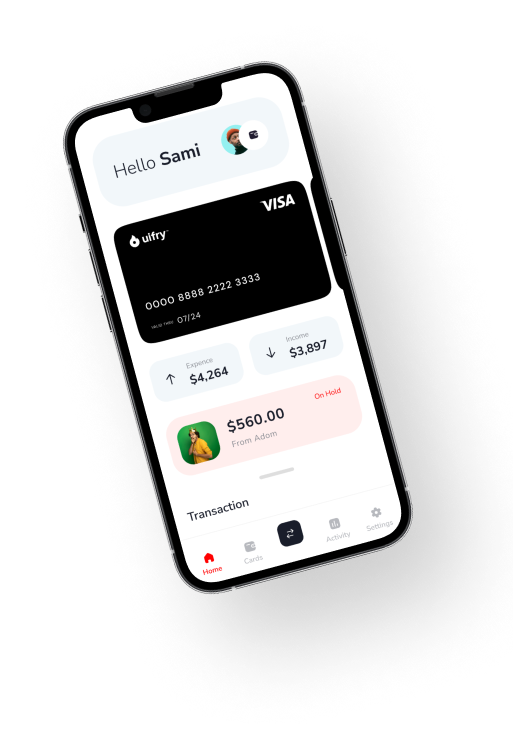 Hello Sami
VISA
uifry
0000 8888 2222 3333
VALID THRU 07/24
Expence
$4,264
Income
$3,897
On Hold
$560.00
From Adom
Transaction
Home
Cards
Activity
Settings